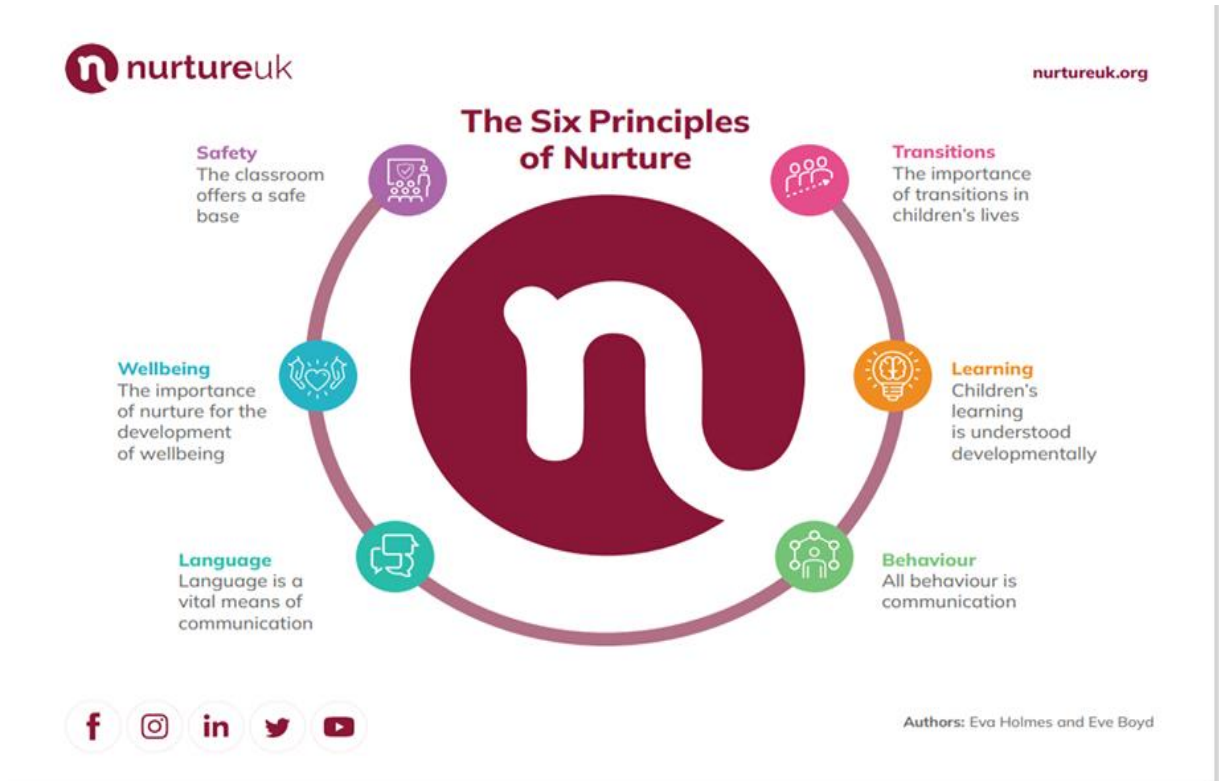 nurtureuk
nurtureuk.org
The Six Principles
of Nurture
Safety
The classroom
offers a safe
base
Transitions
The importance
of transitions in
children's lives
Wellbeing
The importance
of nurture for the
development
of wellbeing
Learning
Children's
learning
is understood
developmentally
Language
Language is a
vital means of
communication
Behaviour
All behaviour is
communication
Authors: Eva Holmes and Eve Boyd